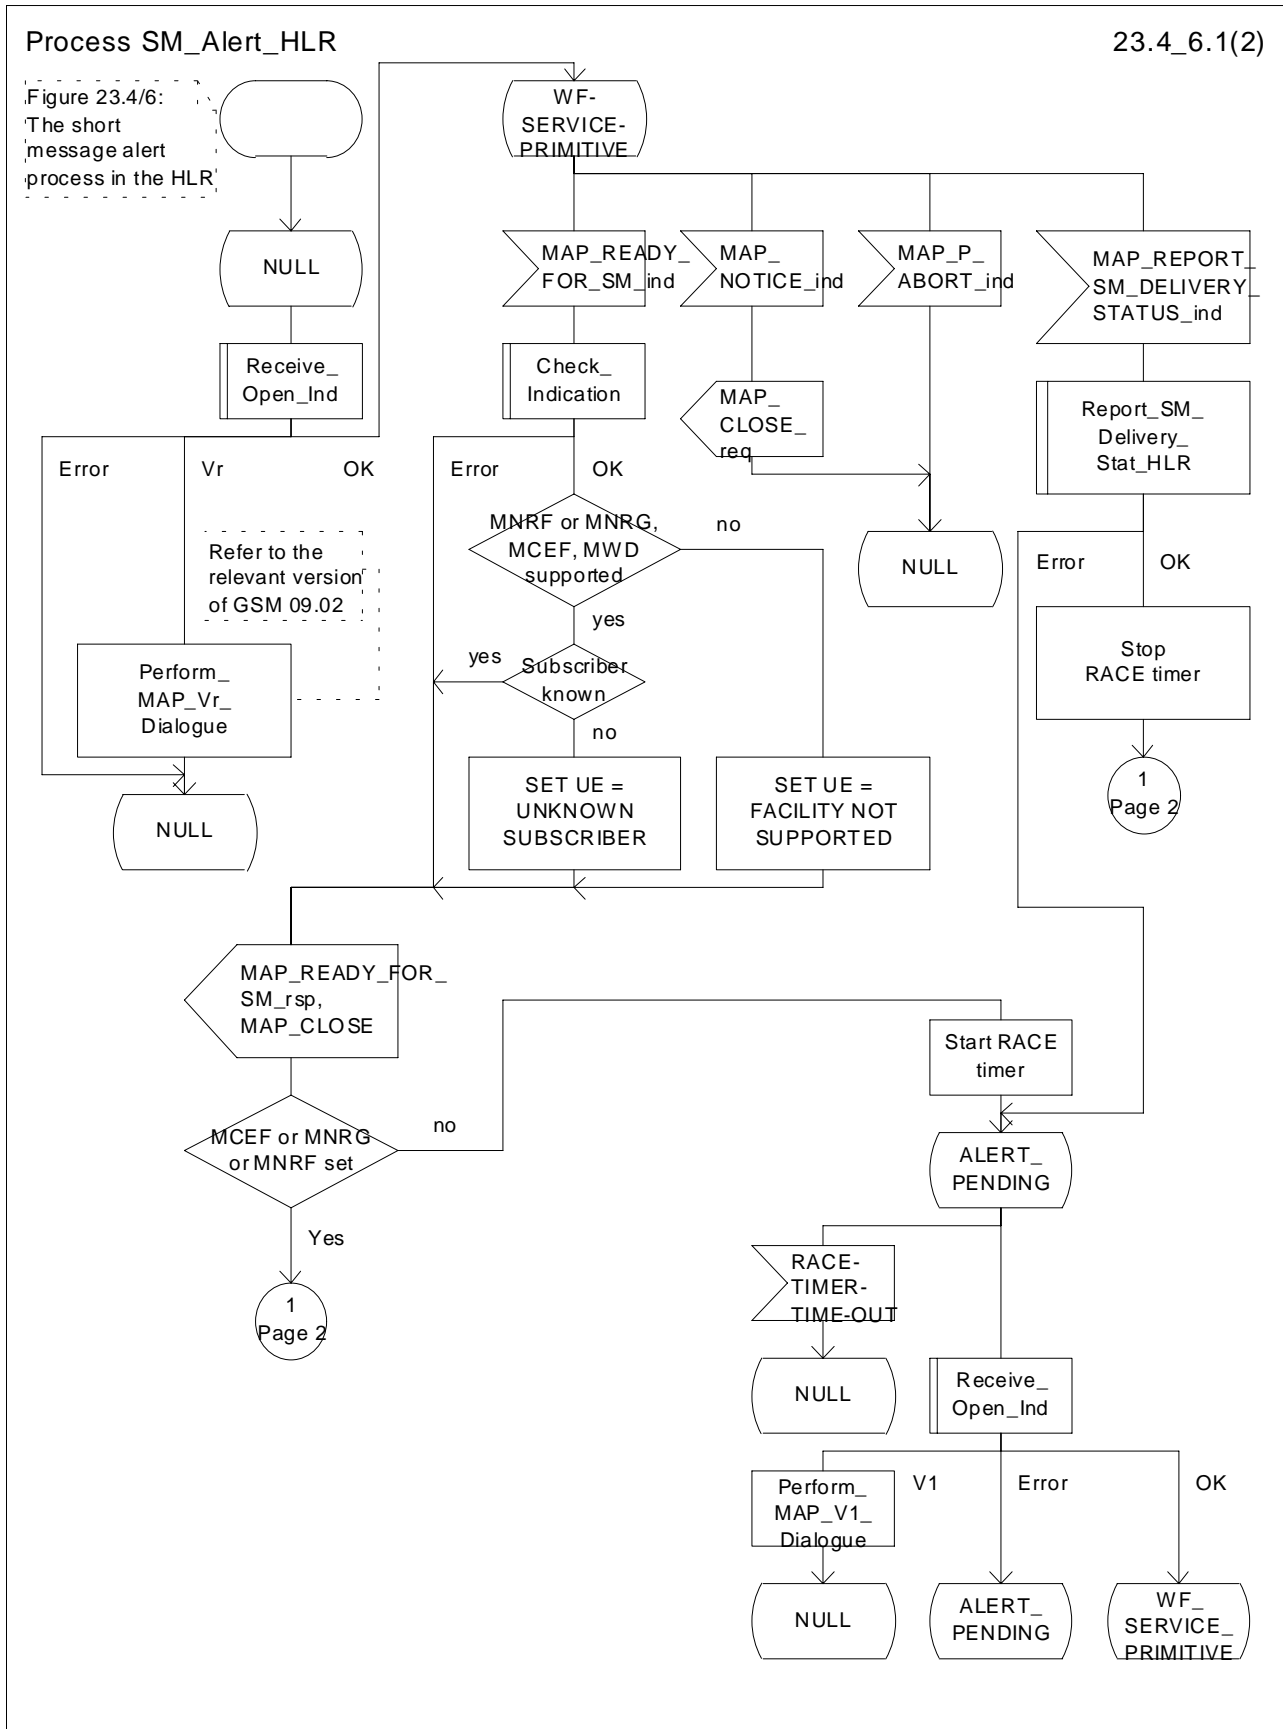 Process SM_Alert_HLR
23.4_6.1(2)
Figure 23.4/6:
The short
message alert
process in the HLR
WF-
SERVICE-
PRIMITIVE
NULL
MAP_READY_
FOR_SM_ind
MAP_
NOTICE_ind
MAP_P_
ABORT_ind
MAP_REPORT_
SM_DELIVERY_
STATUS_ind
Receive_
Open_Ind
Check_
Indication
MAP_
CLOSE_
req
Report_SM_
Delivery_
Stat_HLR
Error
Vr
OK
Error
OK
MNRF or MNRG,
MCEF, MWD
supported
no
NULL
Error
OK
Refer to the
relevant version
of GSM 09.02
yes
Stop
RACE timer
yes
Subscriber
known
Perform_
MAP_Vr_
Dialogue
no
SET UE =
UNKNOWN
SUBSCRIBER
SET UE =
FACILITY NOT
SUPPORTED
1
Page 2
NULL
MAP_READY_FOR_
SM_rsp,
MAP_CLOSE
Start RACE
timer
MCEF or MNRG
or MNRF set
no
ALERT_
PENDING
Yes
RACE-
TIMER-
TIME-OUT
1
Page 2
NULL
Receive_
Open_Ind
Perform_
MAP_V1_
Dialogue
V1
Error
OK
NULL
ALERT_
PENDING
WF_
SERVICE_
PRIMITIVE